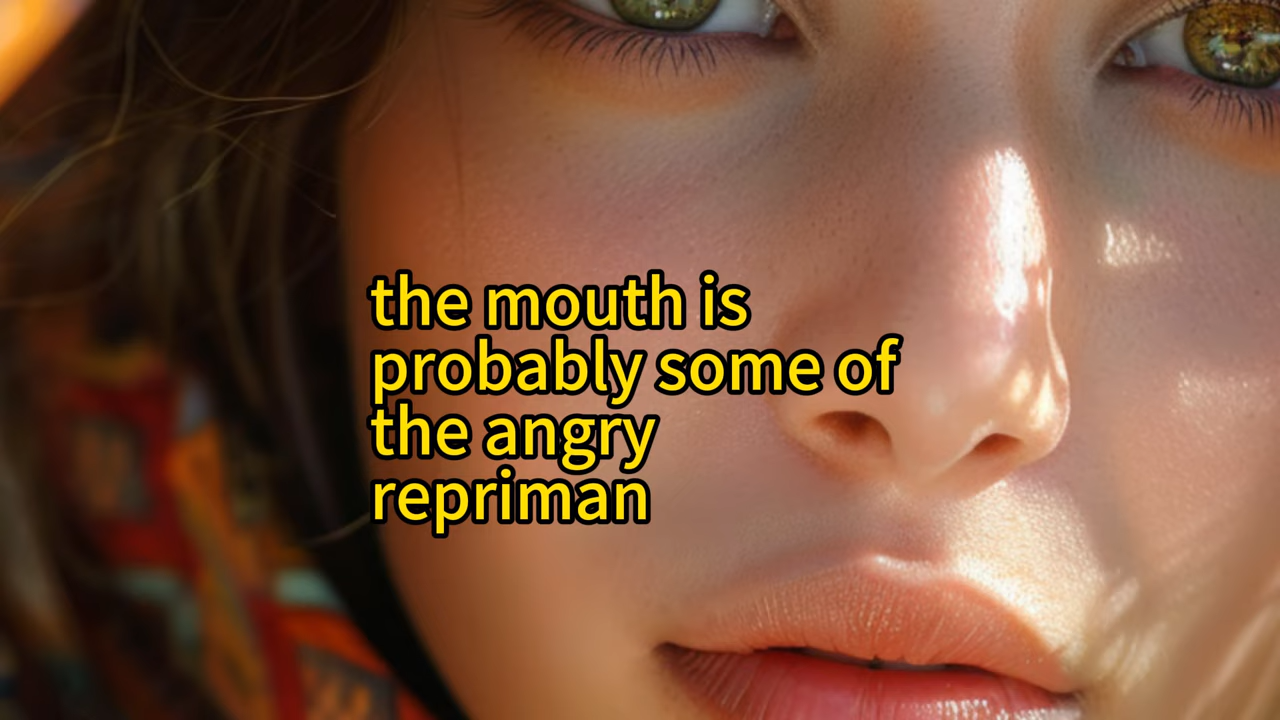 the mouth is
probably some of
the angry
repriman